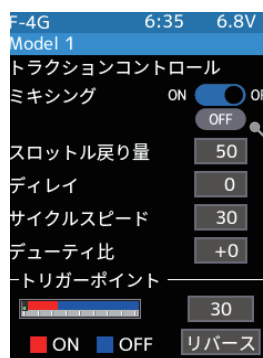 F-4G 6:35 6.8V
Model 1
トラクションコントロール
ミキシング ON
OFF
スロットル戻り量 50
ディレイ 0
サイクルスピード 30
デューティ比 +0
トリガーポイント
30
ON OFF リバース